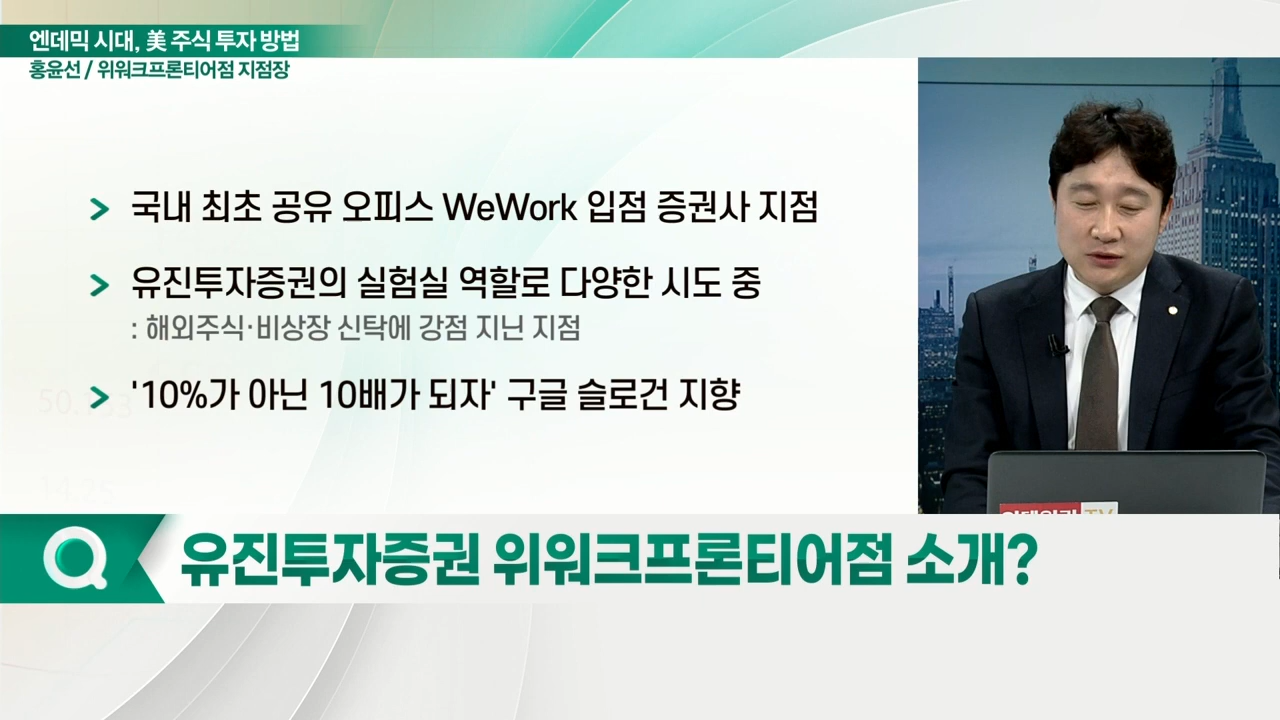 엔데믹 시대, 美 주식 투자 방법
홍윤선 / 위워크프론티어점 지점장
국내 최초 공유 오피스 WeWork 입점 증권사 지점
유진투자증권의 실험실 역할로 다양한 시도 중
: 해외주식·비상장 신탁에 강점 지닌 지점
'10%가 아닌 10배가 되자' 구글 슬로건 지향
TV
Q 유진투자증권 위워크프론티어점 소개?